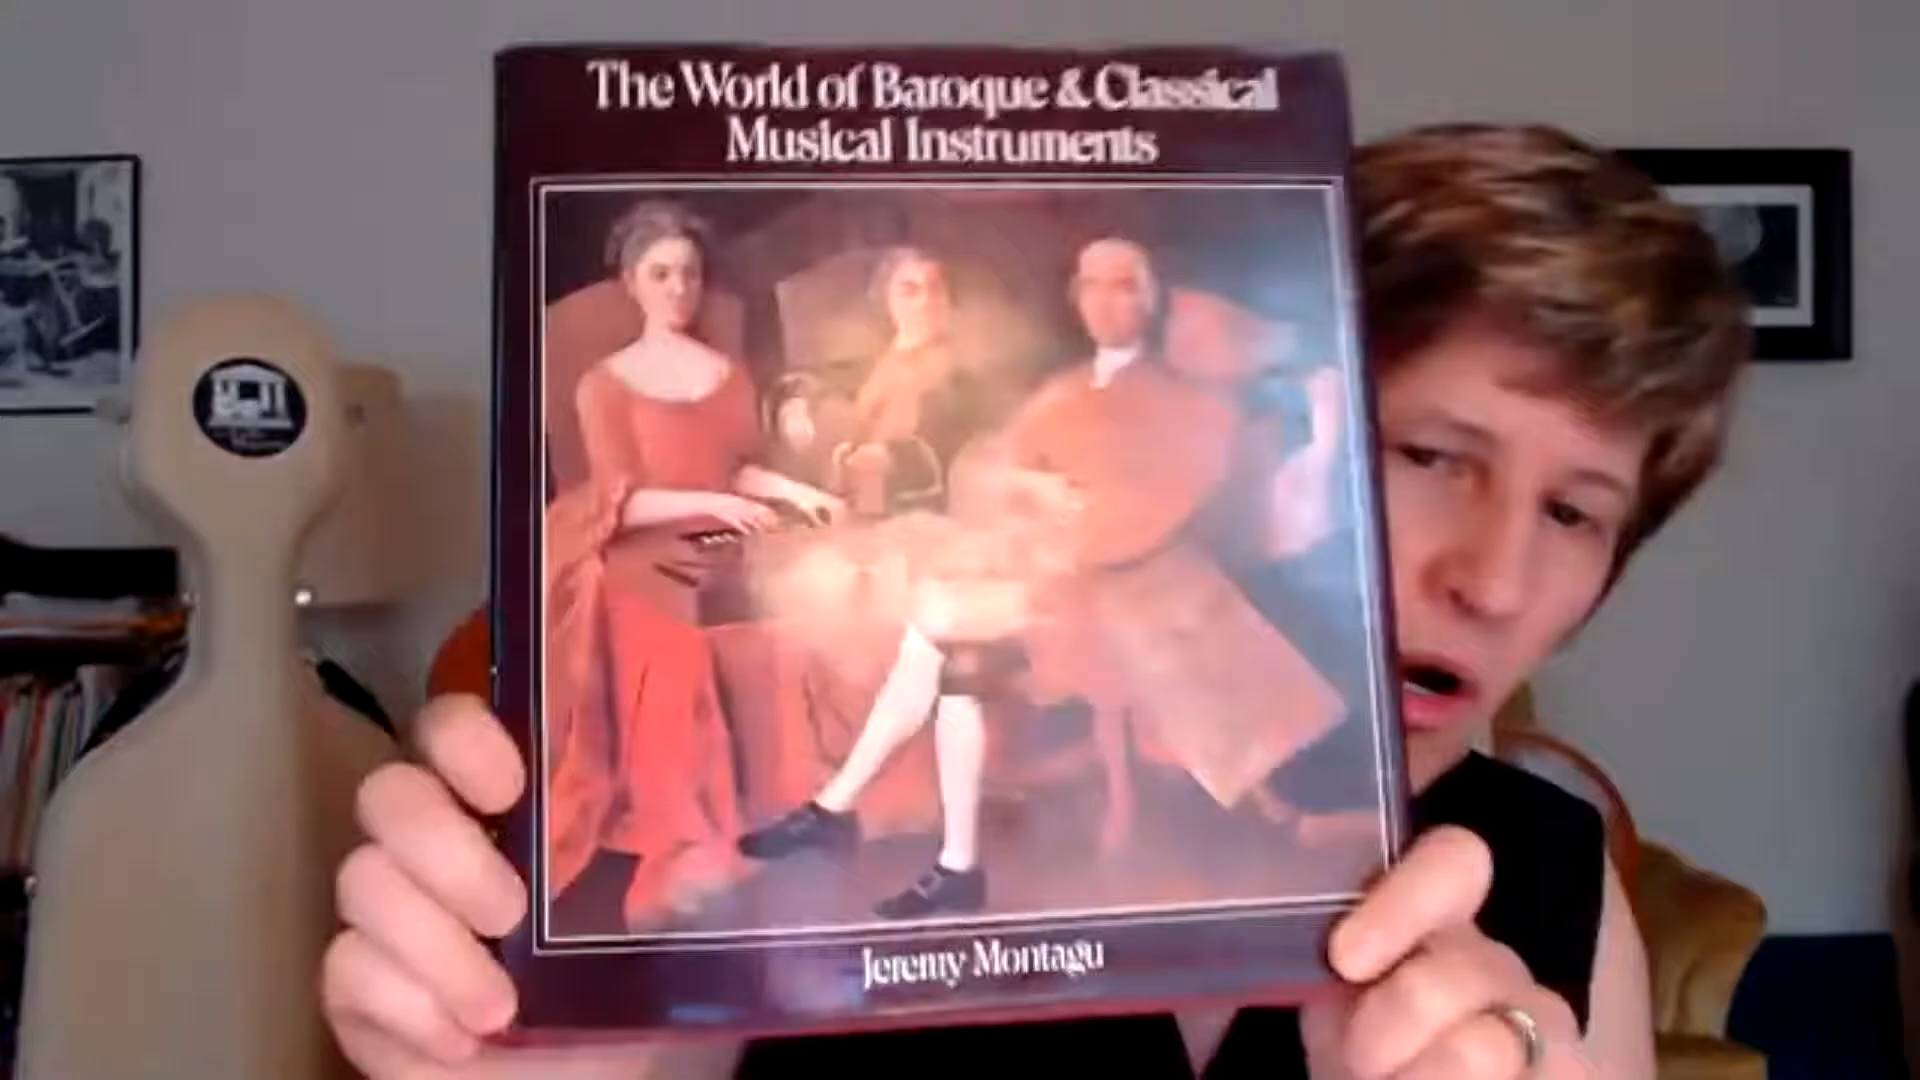 The World of Baroque & Classical
Musical Instruments
Jeremy Montagu